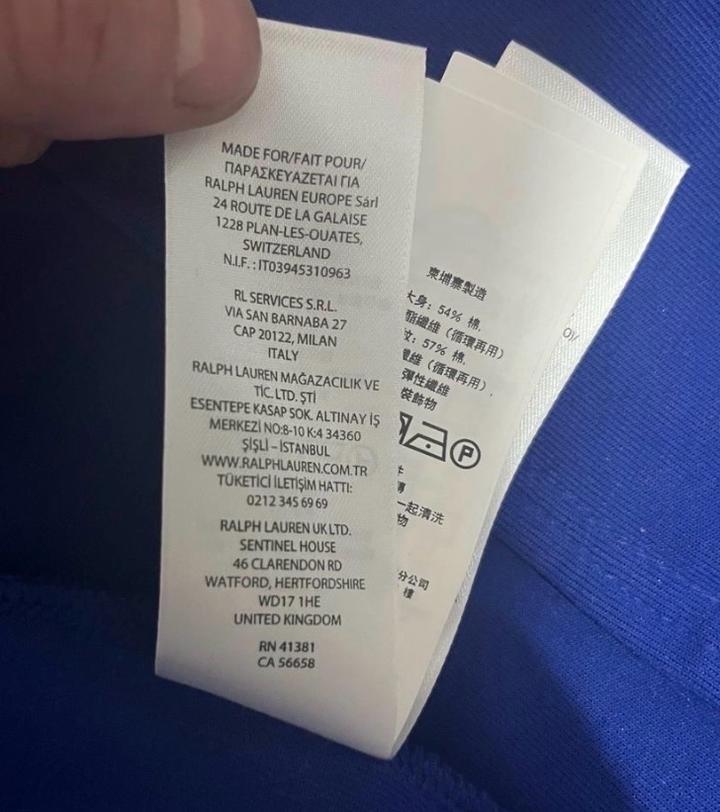 MADE FOR/FAIT POUR/
ΠΑΡΑΣΚΕΥΑΖΕΤΑΙ ΓΙΑ
RALPH LAUREN EUROPE Sárl
24 ROUTE DE LA GALAISE
1228 PLAN-LES-OUATES,
SWITZERLAND
N.I.F. : IT03945310963
RL SERVICES S.R.L.
VIA SAN BARNABA 27
CAP 20122, MILAN
ITALY
RALPH LAUREN MAĞAZACILIK VE
TİC. LTD. ŞTİ
ESENTEPE KASAP SOK. ALTINAY İŞ
MERKEZİ NO:8-10 K:4 34360
ŞİŞLİ – İSTANBUL
WWW.RALPHLAUREN.COM.TR
TÜKETİCİ İLETİŞİM HATTI:
0212 345 69 69
RALPH LAUREN UK LTD.
SENTINEL HOUSE
46 CLARENDON RD
WATFORD, HERTFORDSHIRE
WD17 1HE
UNITED KINGDOM
RN 41381
CA 56658
柬埔寨製造
大身: 54% 棉,
酯纖維 (循環再用)
紋: 57% 棉,
纖維 (循環再用),
彈性纖維
裝飾物
P
一起清洗
物
分公司
樓